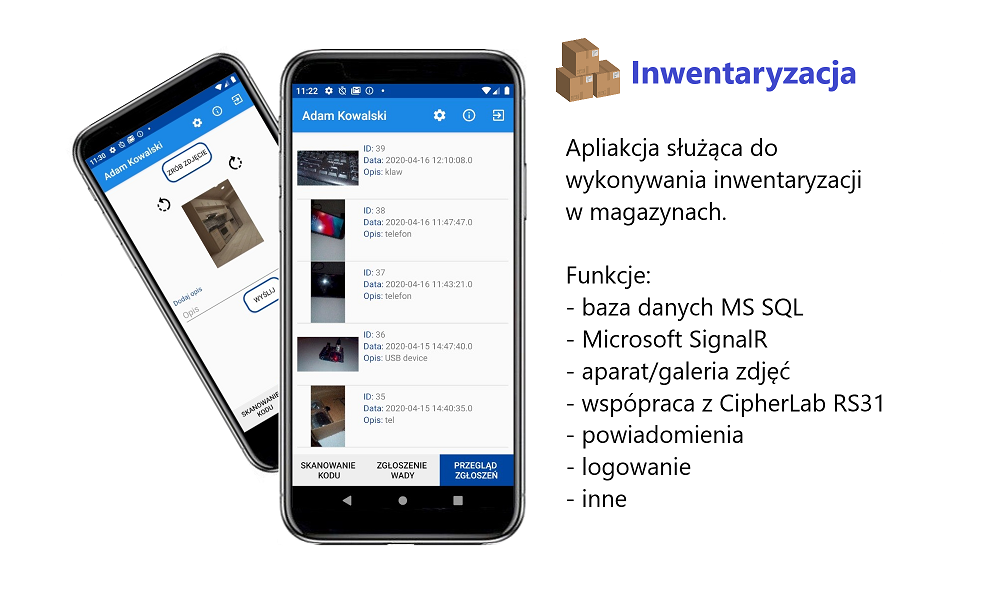 11:30
Adam Kowalski
ZRÓB ZDJĘCIE
Dodaj opis
Opis
WYŚLIJ
SKANOWANIE
KODU
11:22
Adam Kowalski
ID: 39
Data: 2020-04-16 12:10:08.0
Opis: klaw
ID: 38
Data: 2020-04-16 11:47:47.0
Opis: telefon
ID: 37
Data: 2020-04-16 11:43:21.0
Opis: telefon
ID: 36
Data: 2020-04-15 14:47:40.0
Opis: USB device
ID: 35
Data: 2020-04-15 14:40:35.0
Opis: tel
SKANOWANIE
KODU
ZGŁOSZENIE
WADY
PRZEGLĄD
ZGŁOSZEŃ
Inwentaryzacja
Apliakcja służąca do
wykonywania inwentaryzacji
w magazynach.
Funkcje:
- baza danych MS SQL
- Microsoft SignalR
- aparat/galeria zdjęć
- wspópraca z CipherLab RS31
- powiadomienia
- logowanie
- inne